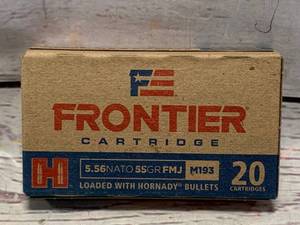 FRONTIER
CARTRIDGE
5.56 NATO 55GR FMJ M193
LOADED WITH HORNADY® BULLETS
20
CARTRIDGES